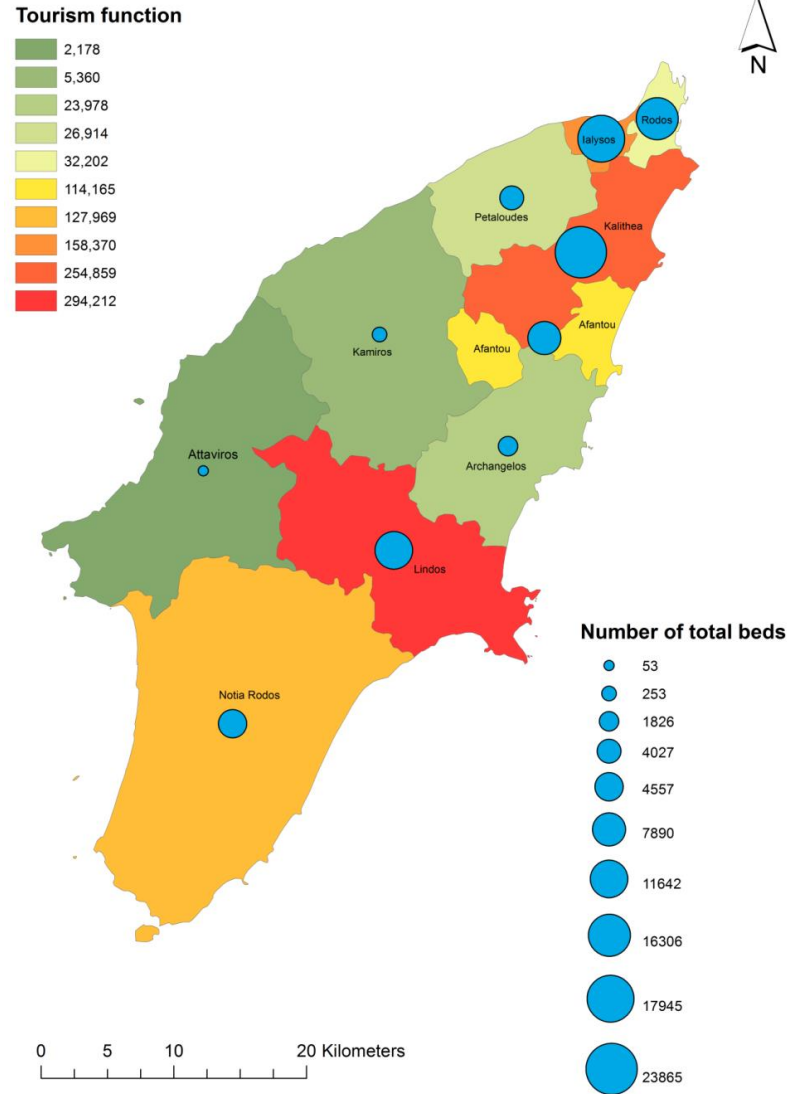 Tourism function
2,178
5,360
23,978
26,914
32,202
114,165
127,969
158,370
254,859
294,212
N
Rodos
Ialysos
Petaloudes
Kalithea
Afantou
Afantou
Kamiros
Archangelos
Attaviros
Lindos
Notia Rodos
Number of total beds
53
253
1826
4027
4557
7890
11642
16306
17945
23865
0 5 10 20 Kilometers